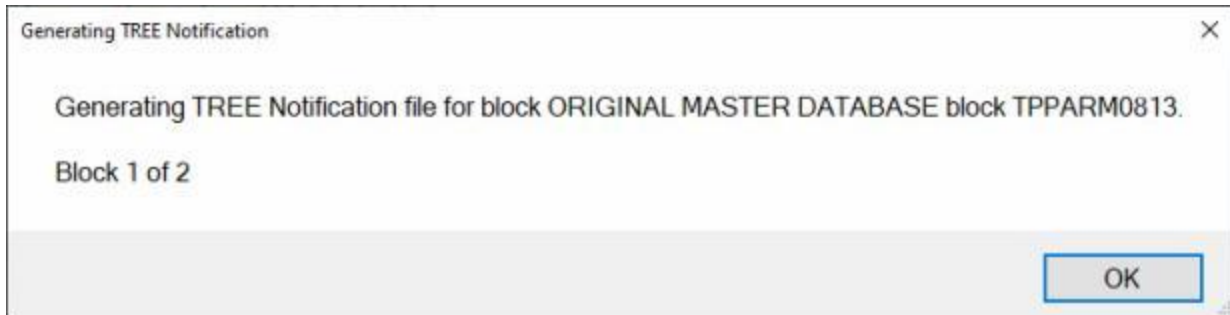 Generating TREE Notification
Generating TREE Notification file for block ORIGINAL MASTER DATABASE block TPPARM0813.
Block 1 of 2
OK